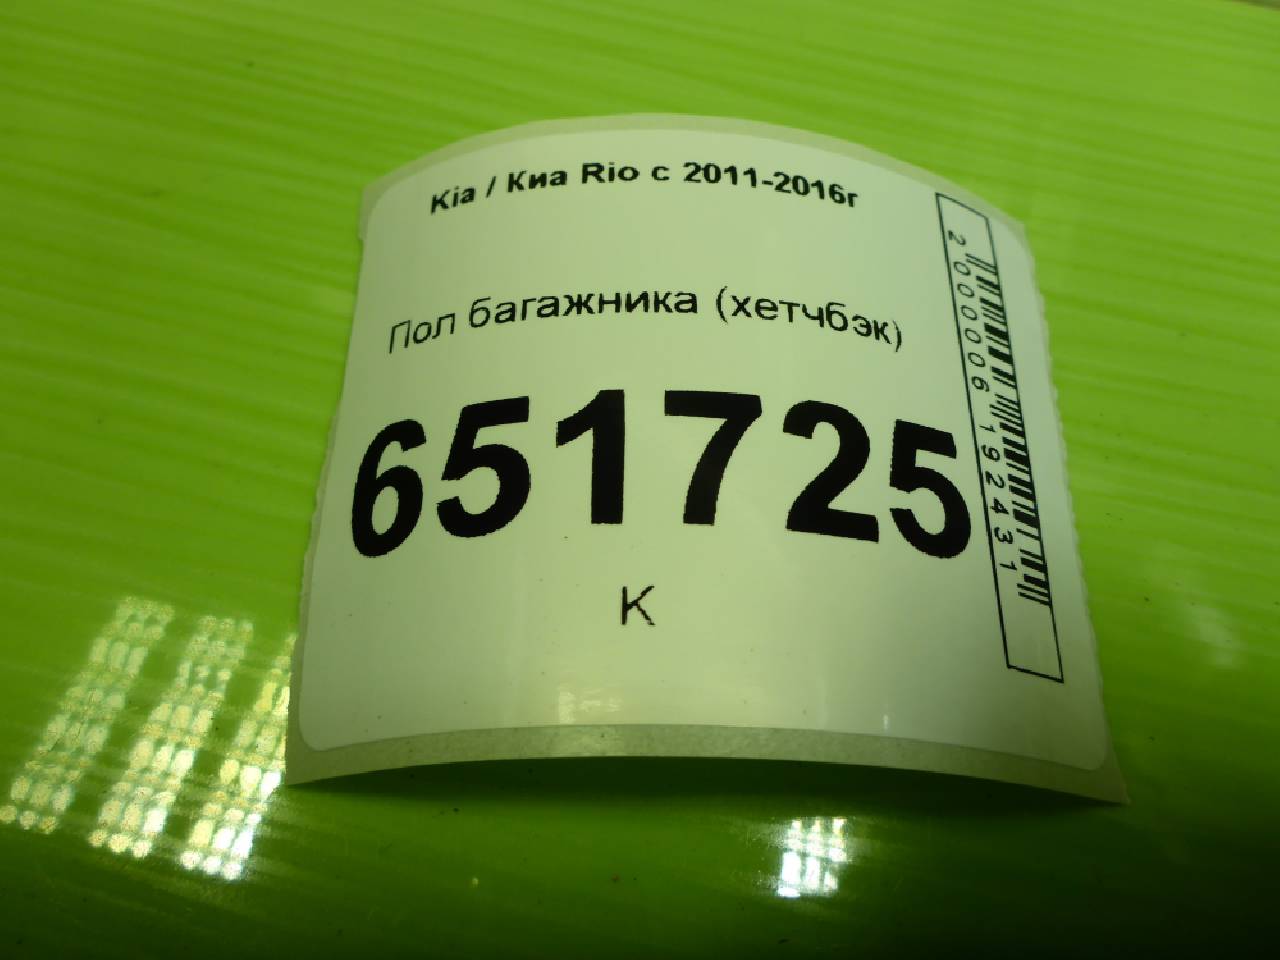 Kia / Киа Rio с 2011-2016г
Пол багажника (хетчбэк)
651725
К
2000006192431